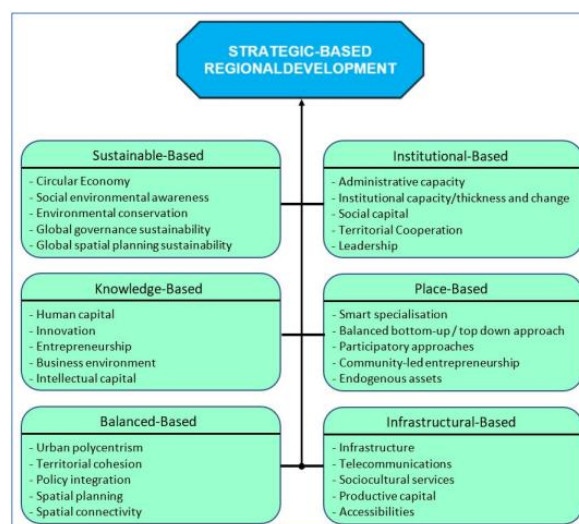 STRATEGIC-BASED
REGIONALDEVELOPMENT
Sustainable-Based
- Circular Economy
- Social environmental awareness
- Environmental conservation
- Global governance sustainability
- Global spatial planning sustainability
Institutional-Based
- Administrative capacity
- Institutional capacity/thickness and change
- Social capital
- Territorial Cooperation
- Leadership
Knowledge-Based
- Human capital
- Innovation
- Entrepreneurship
- Business environment
- Intellectual capital
Place-Based
- Smart specialisation
- Balanced bottom-up / top down approach
- Participatory approaches
- Community-led entrepreneurship
- Endogenous assets
Balanced-Based
- Urban polycentrism
- Territorial cohesion
- Policy integration
- Spatial planning
- Spatial connectivity
Infrastructural-Based
- Infrastructure
- Telecommunications
- Sociocultural services
- Productive capital
- Accessibilities